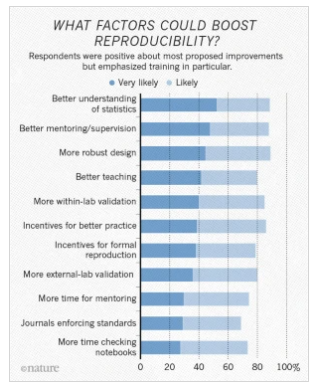 WHAT FACTORS COULD BOOST
REPRODUCIBILITY?
Respondents were positive about most proposed improvements
but emphasized training in particular.
Very likely Likely
Better understanding
of statistics
Better mentoring/supervision
More robust design
Better teaching
More within-lab validation
Incentives for better practice
Incentives for formal
reproduction
More external-lab validation
More time for mentoring
Journals enforcing standards
More time checking
notebooks
0 20 40 60 80 100%
©nature